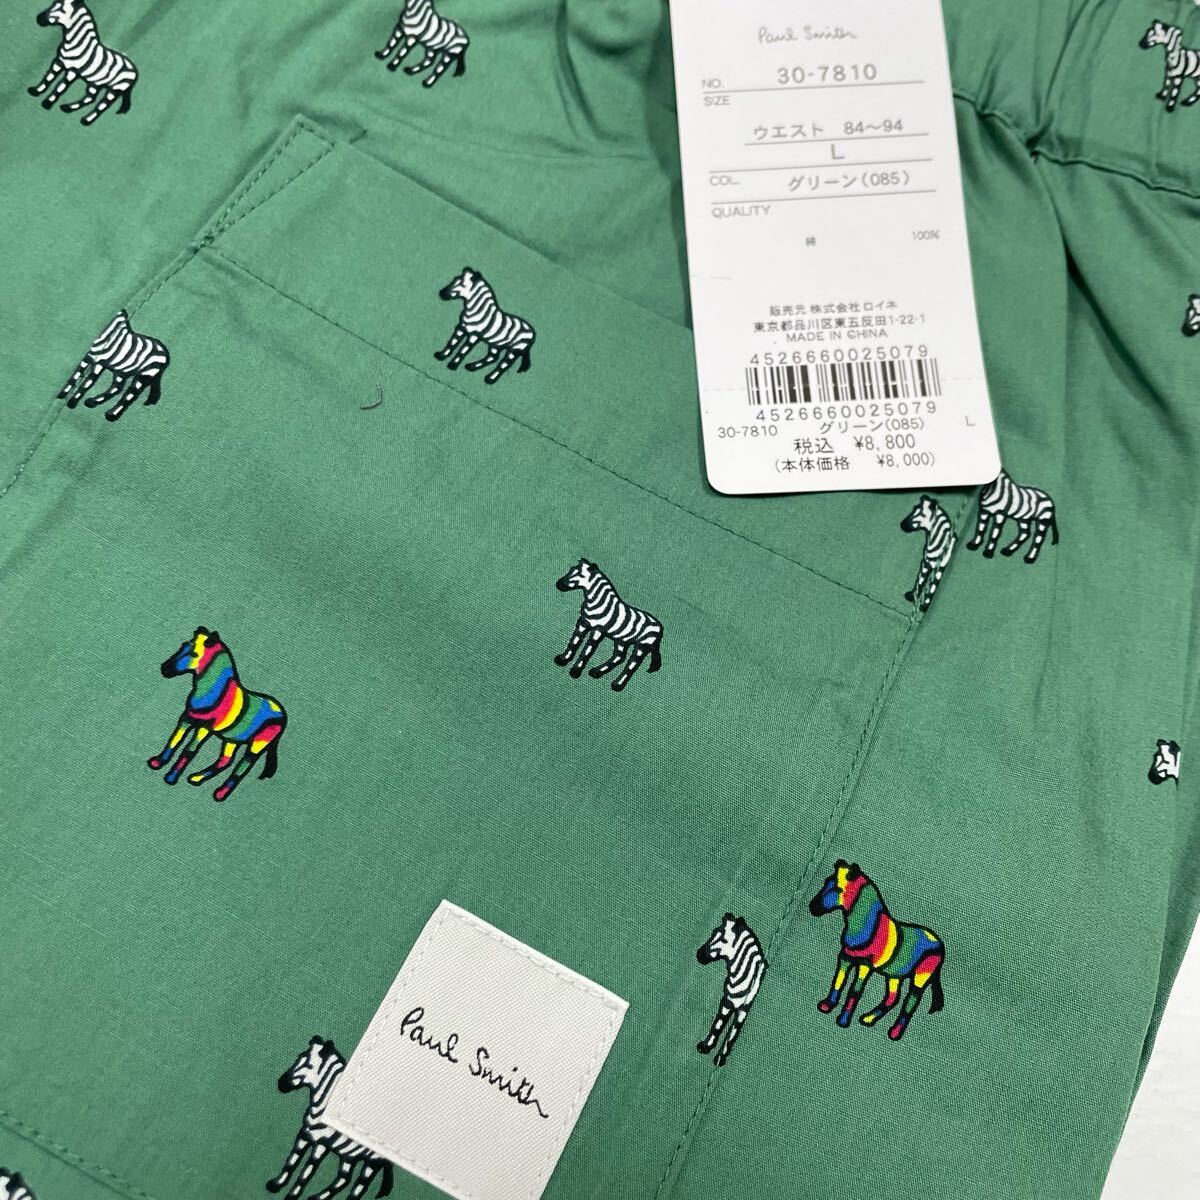 Paul Smith
NO. 30-7810
SIZE
ウエスト 84～94
L
COL. グリーン(085)
QUALITY
綿 100%
販売元 株式会社ロイネ
東京都品川区東五反田1-22-1
MADE IN CHINA
4526660025079
4526660025079
30-7810 グリーン(085) L
税込 ¥8,800
(本体価格 ¥8,000)
Paul Smith